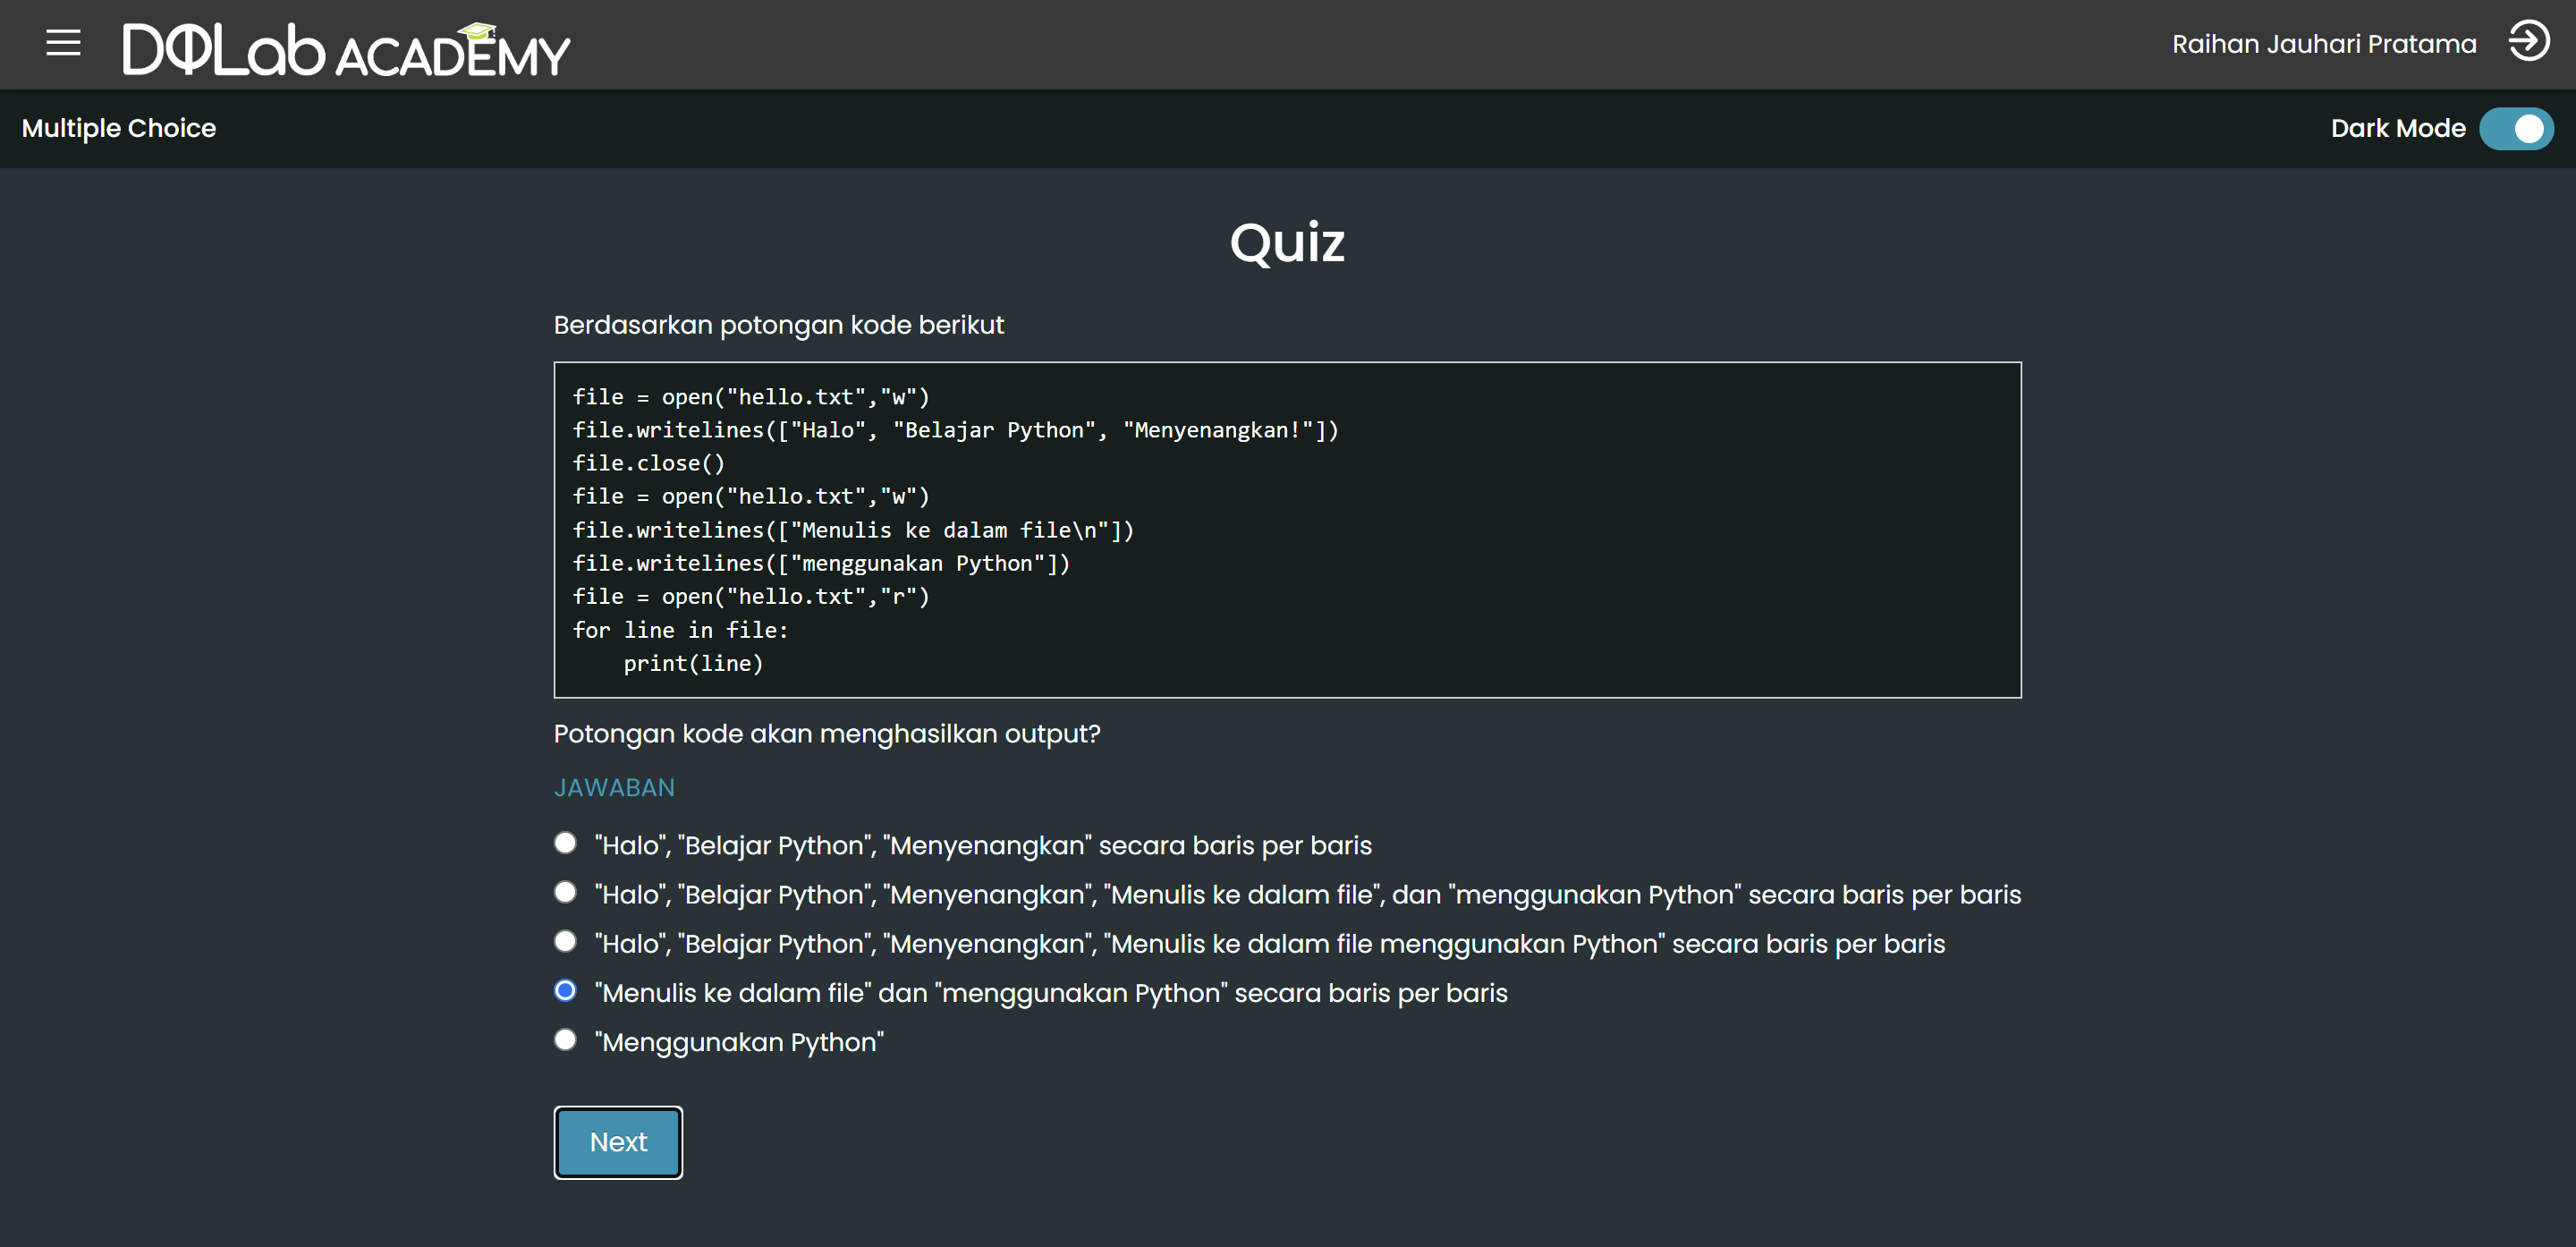 DQLab ACADEMY
Raihan Jauhari Pratama
Multiple Choice
Dark Mode
Quiz
Berdasarkan potongan kode berikut
file = open("hello.txt","w")
file.writelines(["Halo", "Belajar Python", "Menyenangkan!"])
file.close()
file = open("hello.txt","w")
file.writelines(["Menulis ke dalam file\n"])
file.writelines(["menggunakan Python"])
file = open("hello.txt","r")
for line in file:
    print(line)
Potongan kode akan menghasilkan output?
JAWABAN
"Halo", "Belajar Python", "Menyenangkan" secara baris per baris
"Halo", "Belajar Python", "Menyenangkan", "Menulis ke dalam file", dan "menggunakan Python" secara baris per baris
"Halo", "Belajar Python", "Menyenangkan", "Menulis ke dalam file menggunakan Python" secara baris per baris
"Menulis ke dalam file" dan "menggunakan Python" secara baris per baris
"Menggunakan Python"
Next